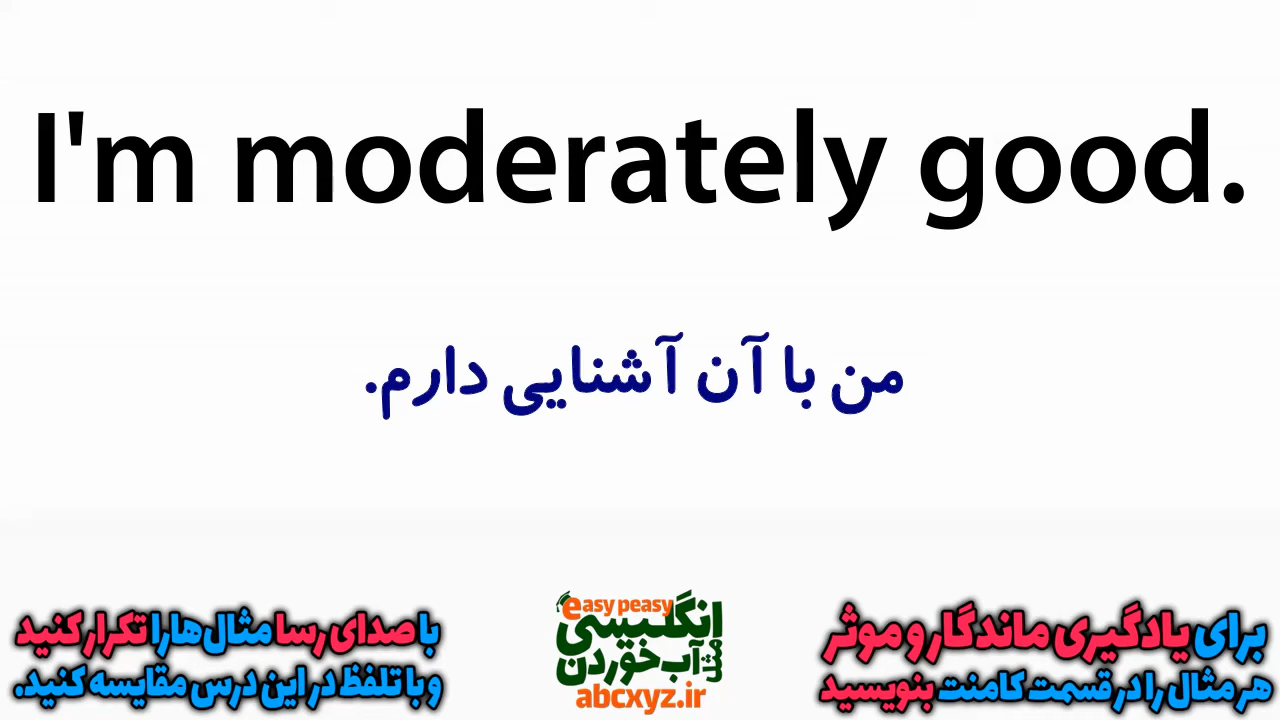 I'm moderately good.
من با آن آشنایی دارم.
برای یادگیری ماندگار و موثر
هر مثال را در قسمت کامنت بنویسید
easy peasy
انگلیسی
مثل آب خوردن
abcxyz.ir
با صدای رسا مثال‌ها را تکرار کنید
و با تلفظ در این درس مقایسه کنید.